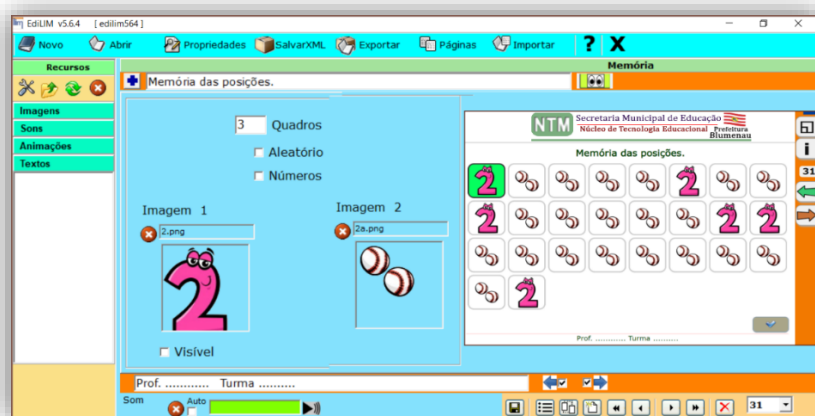 EdiLIM v5.6.4 [edilim564]
Novo Abrir Propriedades SalvarXML Exportar Páginas Importar ? X
Recursos
Memória
Memória das posições.
Imagens
Sons
Animações
Textos
3 Quadros
Aleatório
Números
Imagem 1
2.png
Imagem 2
2a.png
Visível
NTM
Secretaria Municipal de Educação
Núcleo de Tecnologia Educacional
Prefeitura
Blumenau
Memória das posições.
Prof. ............ Turma ..........
i
31
Prof. ............ Turma ..........
Som
Auto
31